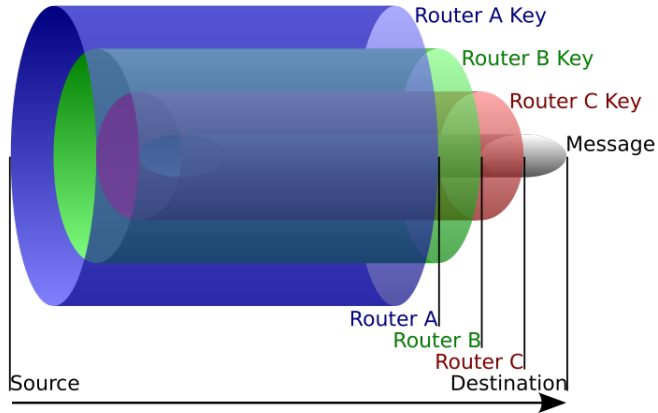 Router A Key
Router B Key
Router C Key
Message
Router A
Router B
Router C
Source
Destination